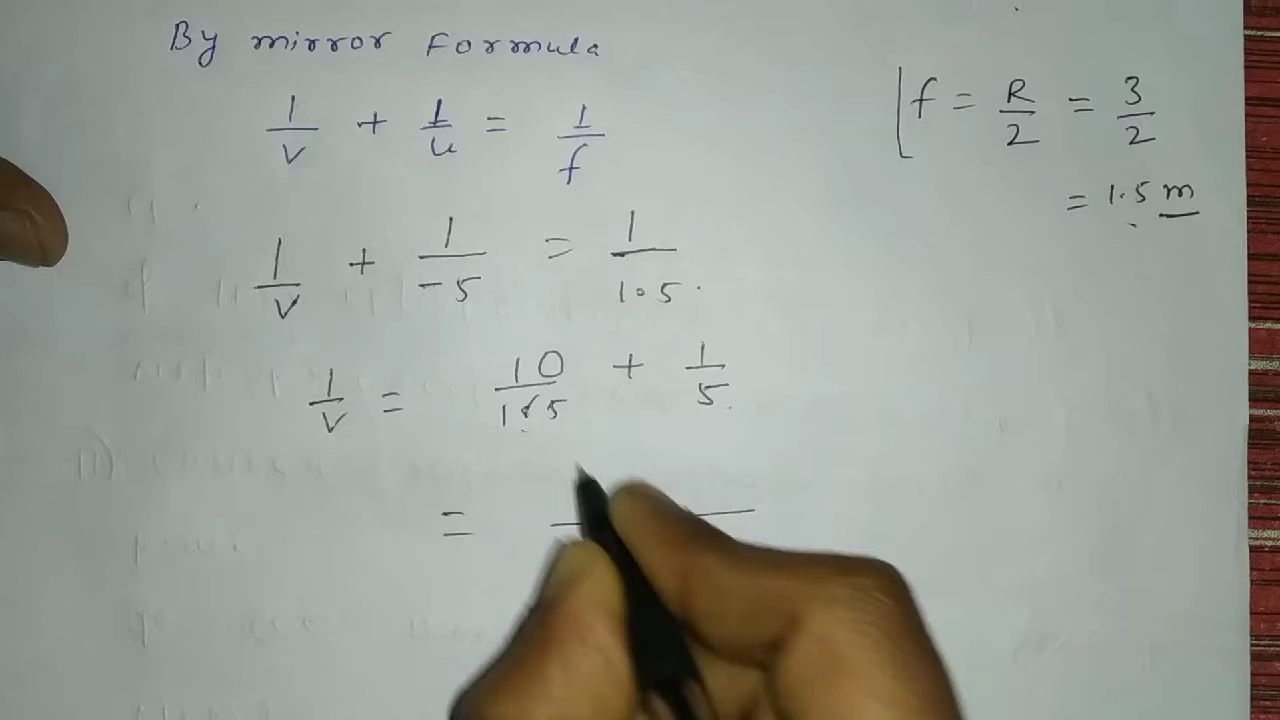 By mirror Formula
1/v + 1/u = 1/f
f = R/2 = 3/2
= 1.5 m
1/v + 1/-5 = 1/1.5
1/v = 10/15 + 1/5
=